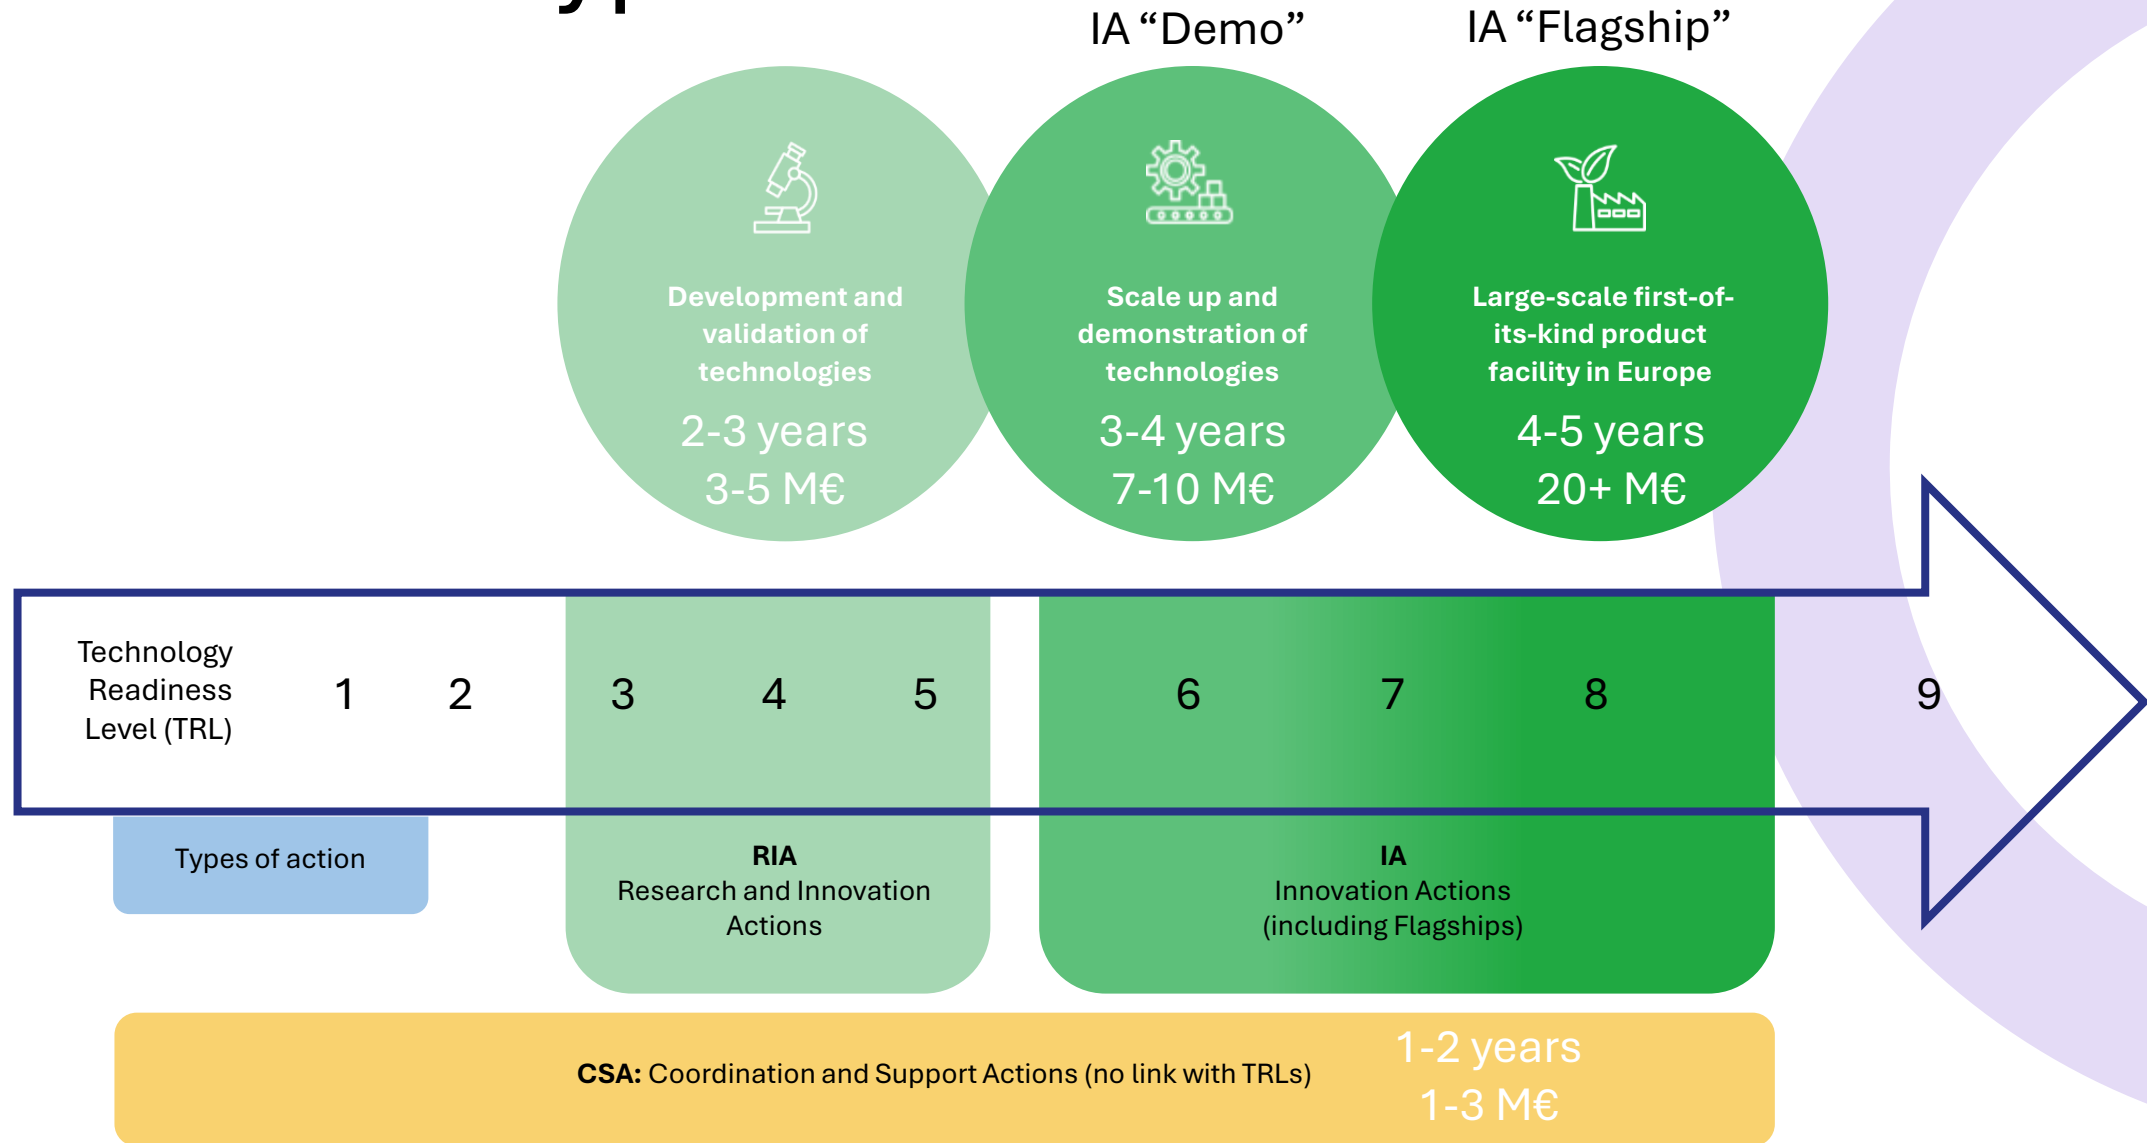 IA “Demo”
IA “Flagship”
Development and
validation of
technologies
2-3 years
3-5 M€
Scale up and
demonstration of
technologies
3-4 years
7-10 M€
Large-scale first-of-
its-kind product
facility in Europe
4-5 years
20+ M€
Technology
Readiness
Level (TRL)
1
2
3
4
5
6
7
8
9
Types of action
RIA
Research and Innovation
Actions
IA
Innovation Actions
(including Flagships)
CSA: Coordination and Support Actions (no link with TRLs)
1-2 years
1-3 M€